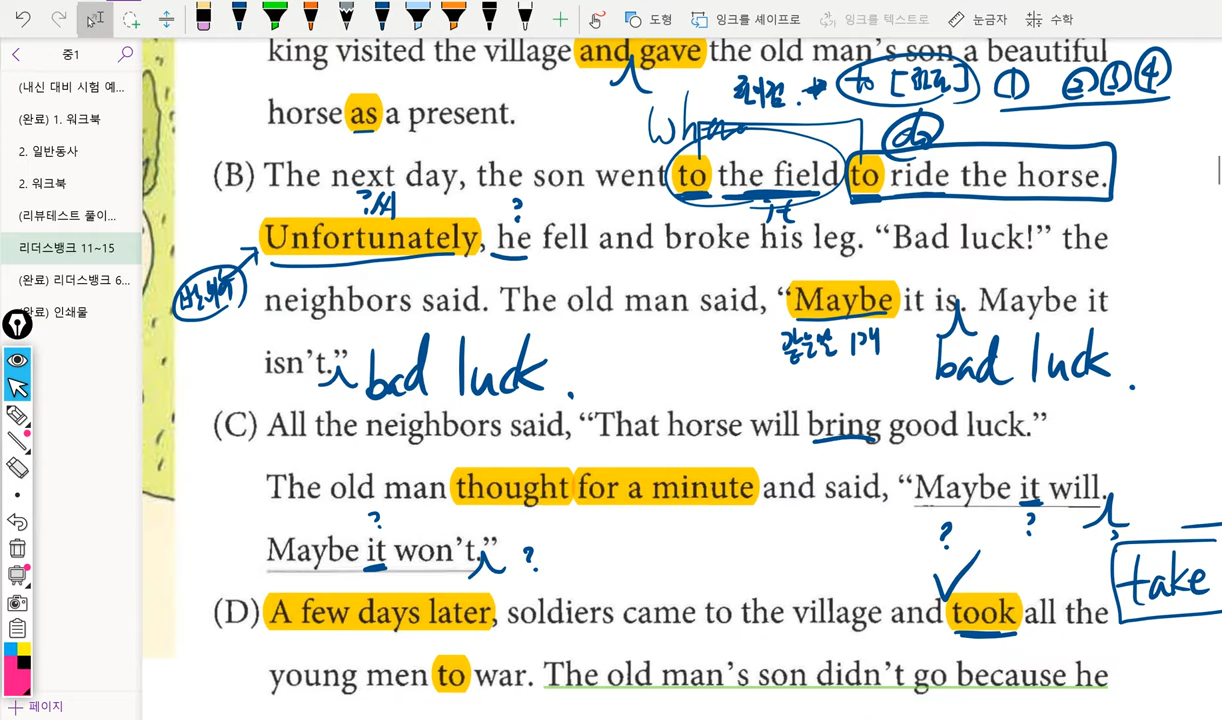 도형
잉크를 셰이프로
잉크를 텍스트로
눈금자
수학
중1
(내신 대비 시험 예...
(완료) 1. 워크북
2. 일반동사
2. 워크북
(리뷰테스트 풀이...
리더스뱅크 11~15
(완료) 리더스뱅크 6...
완료) 인쇄물
페이지
king visited the village and gave the old man's son a beautiful
to ① ② ③ ④
horse as a present.
do
(B) The next day, the son went to the field to ride the horse.
it
Unfortunately, he fell and broke his leg. “Bad luck!” the
neighbors said. The old man said, “Maybe it is. Maybe it
bad luck.
isn't.” bad luck.
(C) All the neighbors said, “That horse will bring good luck.”
The old man thought for a minute and said, “Maybe it will.
? ? ?
Maybe it won't.” ?
take
(D) A few days later, soldiers came to the village and took all the
young men to war. The old man's son didn't go because he